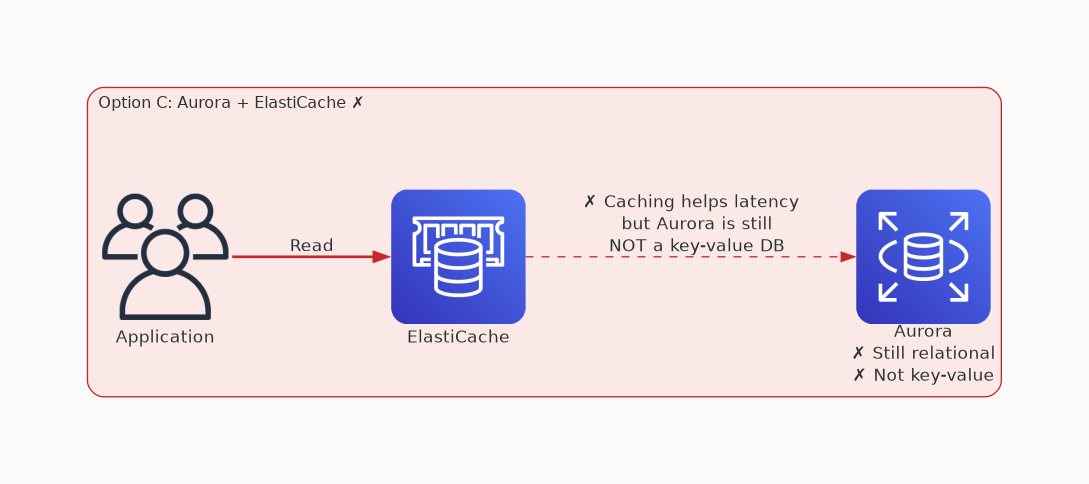 Option C: Aurora + ElastiCache ✗
Read
✗ Caching helps latency
but Aurora is still
NOT a key-value DB
Application
ElastiCache
Aurora
✗ Still relational
✗ Not key-value